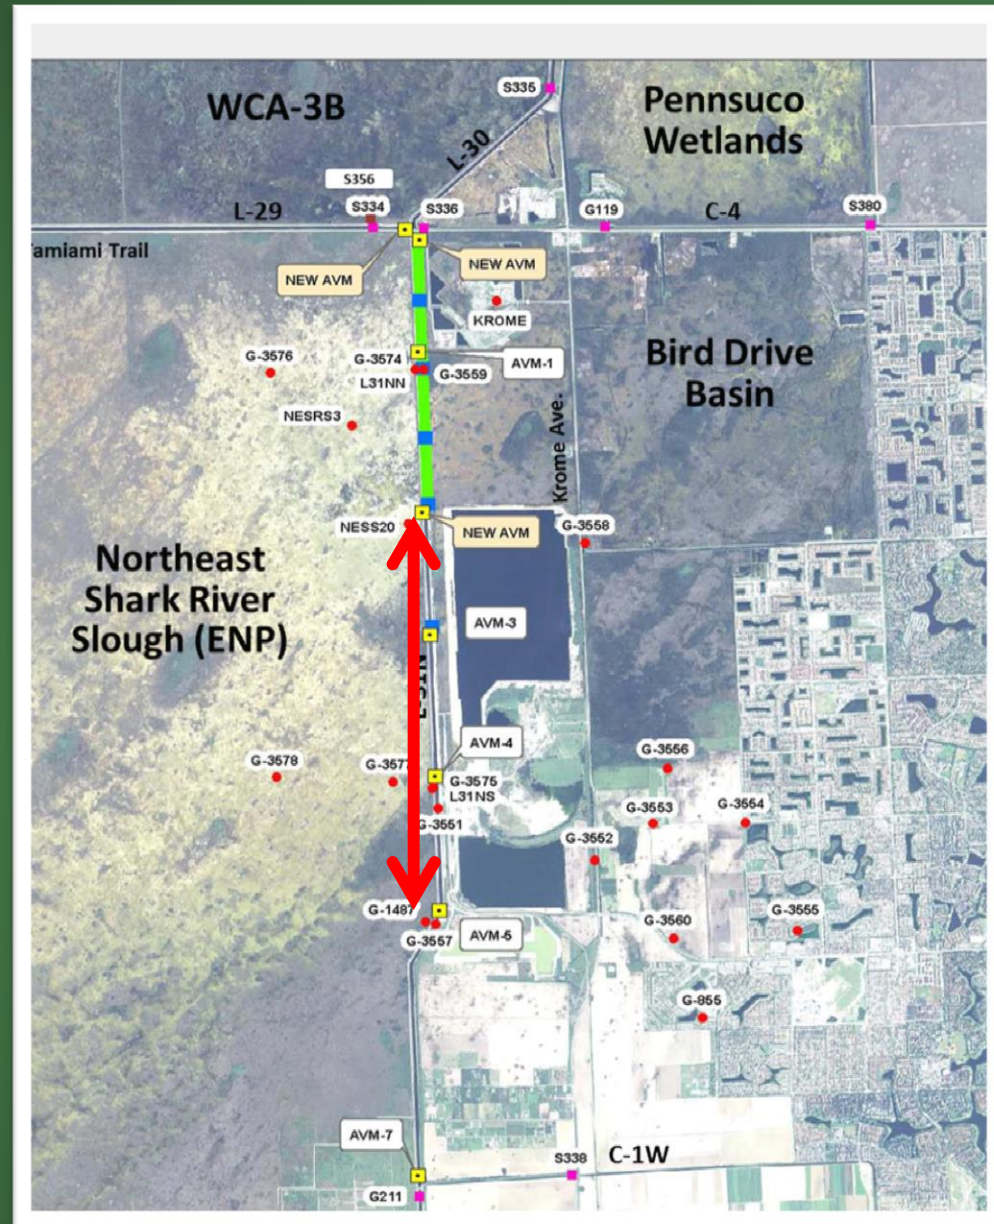 WCA-3B
S335
Pennsuco
Wetlands
L-30
S356
L-29
S334
S336
G119
C-4
S380
amiami Trail
NEW AVM
NEW AVM
KROME
G-3576
G-3574
AVM-1
L31NN
G-3559
Bird Drive
Basin
NESRS3
Krome Ave.
NESS20
NEW AVM
G-3558
Northeast
Shark River
Slough (ENP)
AVM-3
AVM-4
G-3578
G-3577
G-3575
L31NS
G-3556
G-3551
G-3553
G-3554
G-3552
G-1487
G-3557
AVM-5
G-3560
G-3555
G-855
AVM-7
S338
C-1W
G211